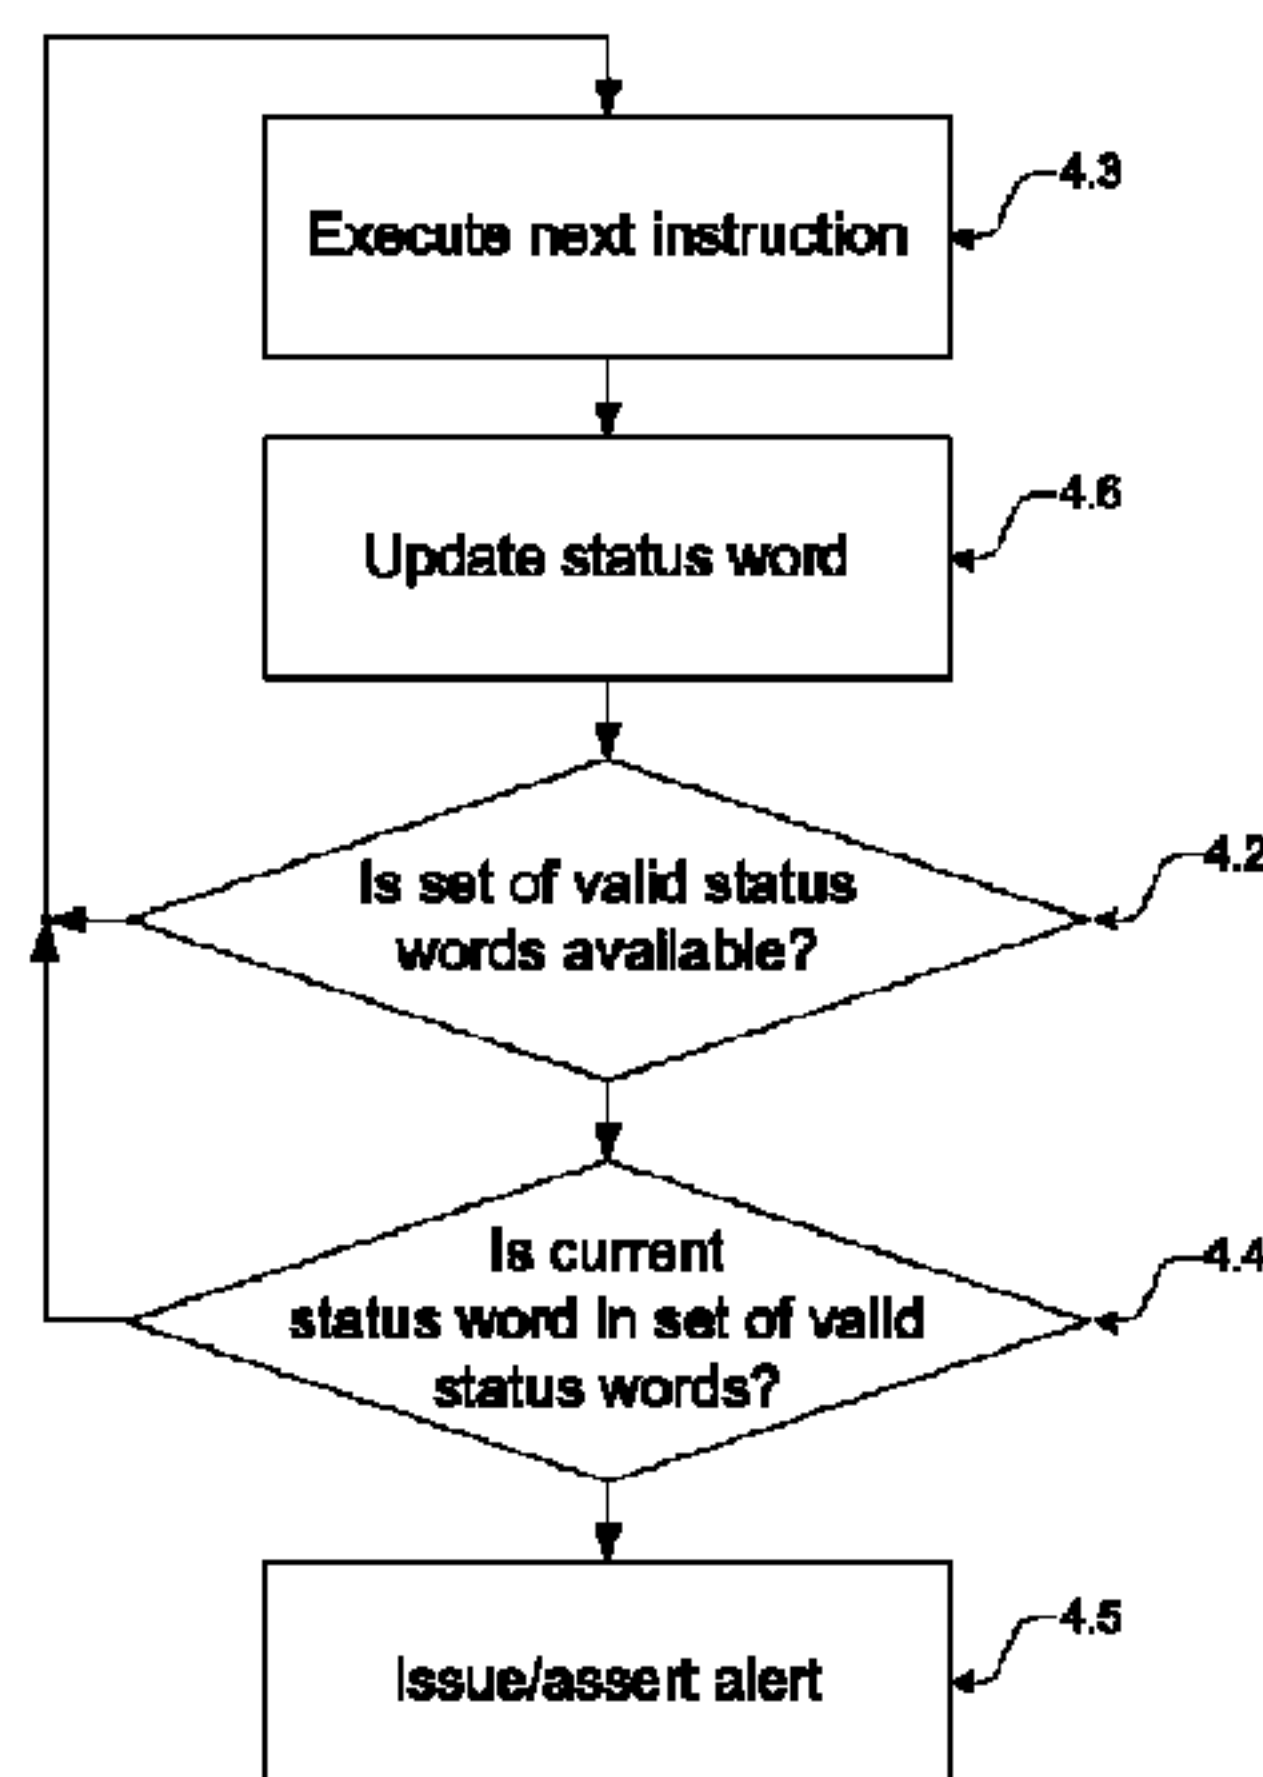 Execute next instruction
4.3
Update status word
4.6
Is set of valid status
words available?
4.2
Is current
status word in set of valid
status words?
4.4
Issue/assert alert
4.5